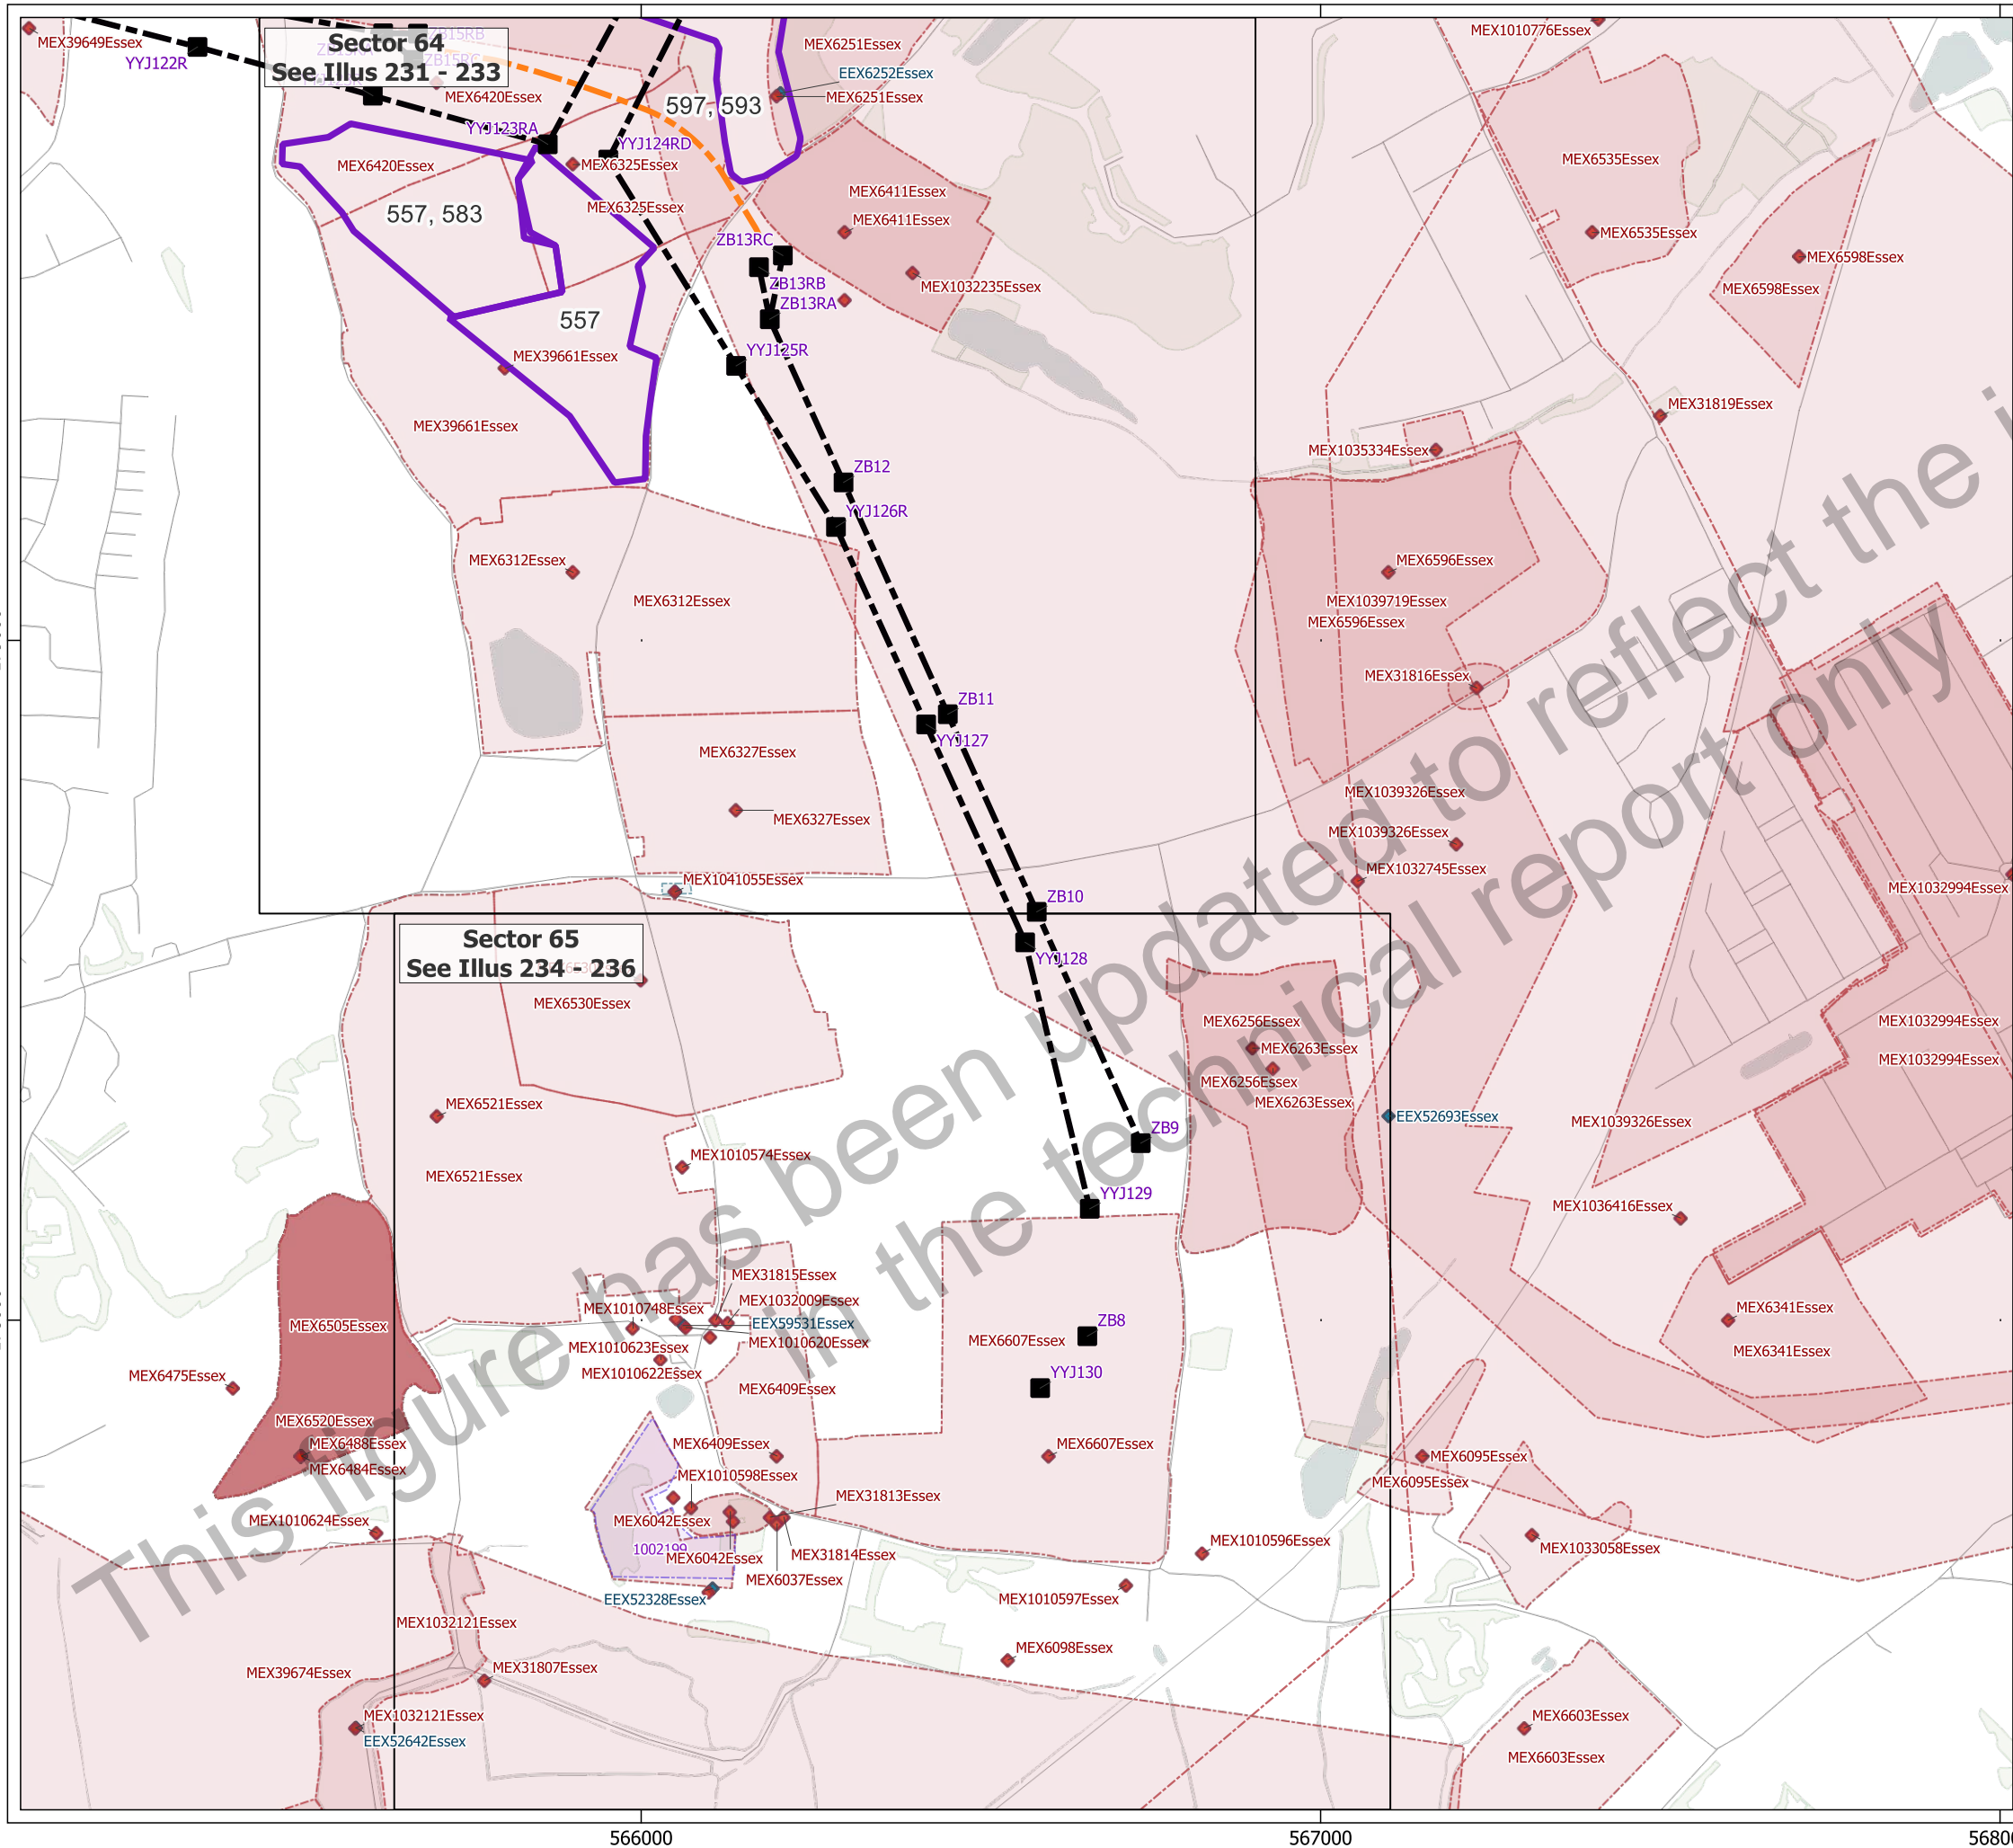 MEX39649Essex
YYJ122R
Sector 64
See Illus 231 - 233
ZB15RB
ZB15RC
MEX6420Essex
YYJ123RA
YYJ124RD
MEX6325Essex
MEX6420Essex
557, 583
MEX6325Essex
597, 593
MEX6251Essex
EEX6252Essex
MEX6251Essex
MEX6411Essex
MEX6411Essex
MEX1032235Essex
ZB13RC
ZB13RB
ZB13RA
557
MEX39661Essex
MEX39661Essex
YYJ125R
ZB12
YYJ126R
MEX1010776Essex
MEX6535Essex
MEX6535Essex
MEX6598Essex
MEX6598Essex
MEX31819Essex
MEX1035334Essex
MEX6312Essex
MEX6312Essex
MEX6596Essex
MEX1039719Essex
MEX6596Essex
MEX31816Essex
ZB11
YYJ127
MEX6327Essex
MEX6327Essex
MEX1039326Essex
MEX1039326Essex
MEX1032745Essex
MEX1041055Essex
MEX1032994Essex
ZB10
YYJ128
Sector 65
See Illus 234 - 236
MEX6530Essex
MEX6256Essex
MEX6263Essex
MEX6256Essex
MEX6263Essex
EEX52693Essex
MEX1032994Essex
MEX1032994Essex
MEX1039326Essex
MEX6521Essex
MEX6521Essex
MEX1010574Essex
ZB9
YYJ129
MEX1036416Essex
MEX31815Essex
MEX1032009Essex
MEX1010748Essex
EEX59531Essex
MEX1010620Essex
MEX1010623Essex
MEX1010622Essex
MEX6409Essex
MEX6505Essex
MEX6475Essex
MEX6520Essex
MEX6488Essex
MEX6484Essex
MEX1010624Essex
ZB8
MEX6607Essex
YYJ130
MEX6607Essex
MEX6341Essex
MEX6341Essex
MEX6409Essex
MEX1010598Essex
MEX31813Essex
MEX6042Essex
1002199
MEX6042Essex
MEX31814Essex
MEX6037Essex
EEX52328Essex
MEX6095Essex
MEX6095Essex
MEX1033058Essex
MEX1010596Essex
MEX1010597Essex
MEX6098Essex
MEX1032121Essex
MEX39674Essex
MEX31807Essex
MEX1032121Essex
EEX52642Essex
MEX6603Essex
MEX6603Essex
This figure has been updated to reflect the
in the technical report only
566000
567000